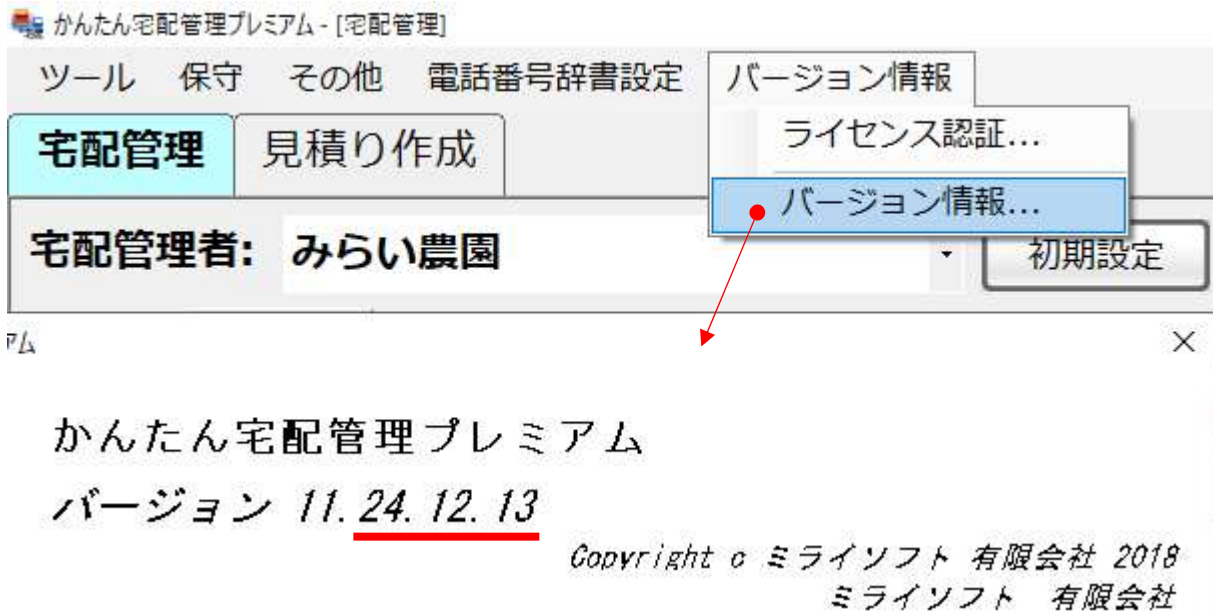 かんたん宅配管理プレミアム - [宅配管理]
ツール 保守 その他 電話番号辞書設定 バージョン情報
ライセンス認証...
バージョン情報...
宅配管理 見積り作成
宅配管理者: みらい農園 初期設定
アム
かんたん宅配管理プレミアム
バージョン 11.24.12.13
Copyright c ミライソフト 有限会社 2018
ミライソフト 有限会社